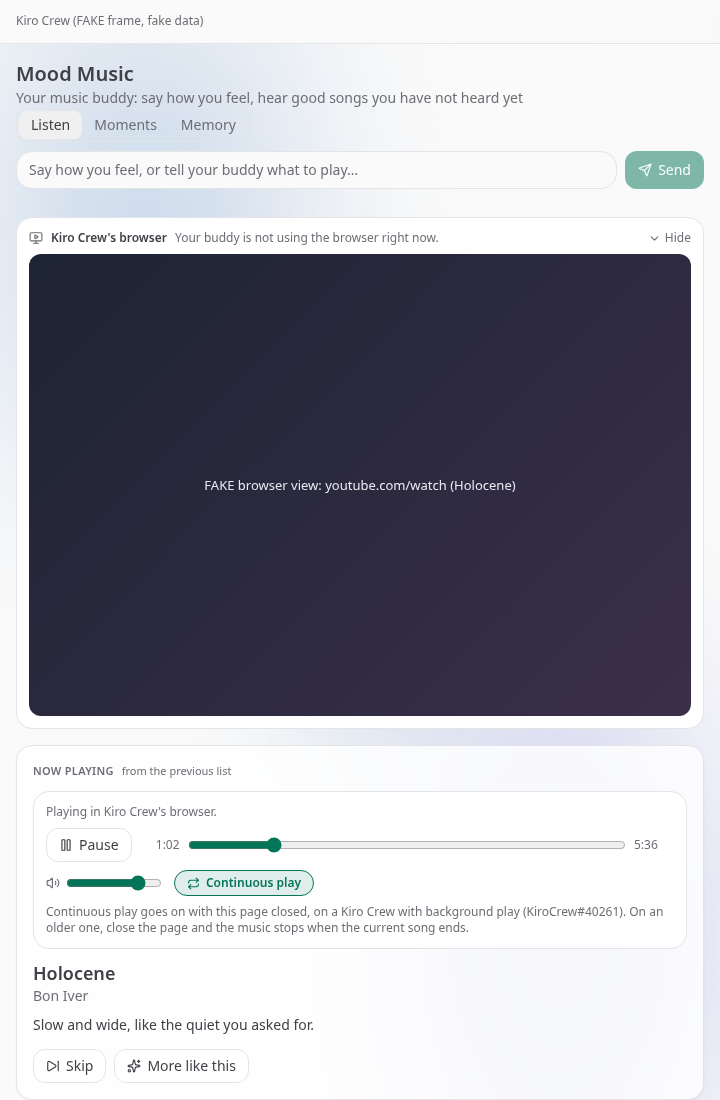 Kiro Crew (FAKE frame, fake data)
Mood Music
Your music buddy: say how you feel, hear good songs you have not heard yet
Listen Moments Memory
Say how you feel, or tell your buddy what to play... Send
Kiro Crew's browser Your buddy is not using the browser right now. Hide
FAKE browser view: youtube.com/watch (Holocene)
NOW PLAYING from the previous list
Playing in Kiro Crew's browser.
Pause 1:02 5:36
Continuous play
Continuous play goes on with this page closed, on a Kiro Crew with background play (KiroCrew#40261). On an
older one, close the page and the music stops when the current song ends.
Holocene
Bon Iver
Slow and wide, like the quiet you asked for.
Skip More like this